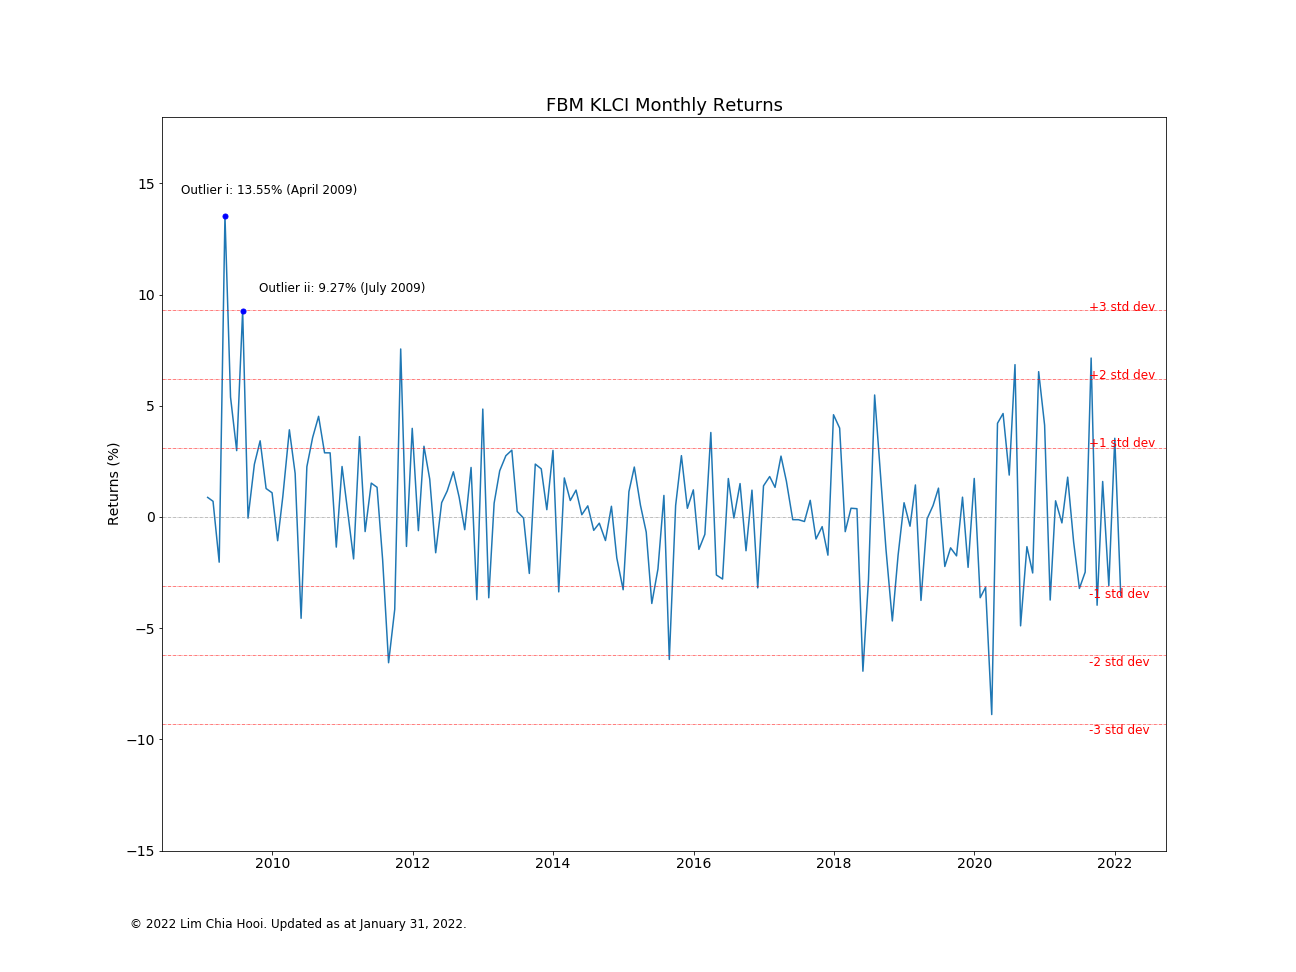 FBM KLCI Monthly Returns
15
Outlier i: 13.55% (April 2009)
Outlier ii: 9.27% (July 2009)
10
+3 std dev
+2 std dev
5
+1 std dev
Returns (%)
0
-1 std dev
−5
-2 std dev
-3 std dev
−10
−15
2010 2012 2014 2016 2018 2020 2022
© 2022 Lim Chia Hooi. Updated as at January 31, 2022.